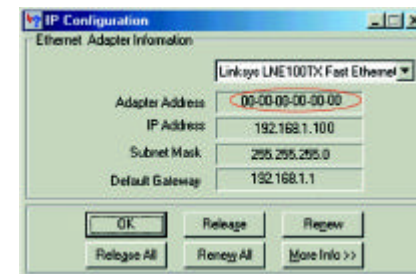 IP Configuration
Ethernet Adapter Information
Linksys LNE100TX Fast Ethernet
Adapter Address 00-00-00-00-00-00
IP Address 192.168.1.100
Subnet Mask 255.255.255.0
Default Gateway 192.168.1.1
OK Release Renew
Release All Renew All More Info >>